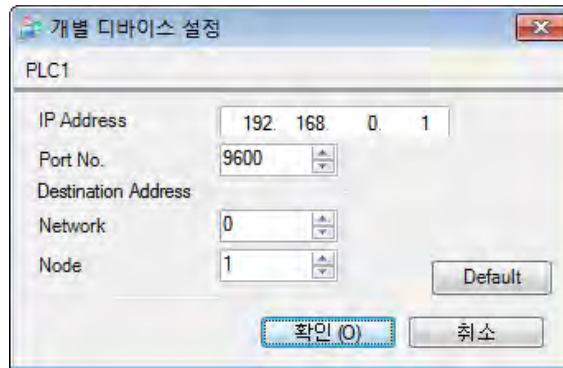 개별 디바이스 설정
PLC1
IP Address 192. 168. 0. 1
Port No. 9600
Destination Address
Network 0
Node 1
Default
확인 (O) 취소